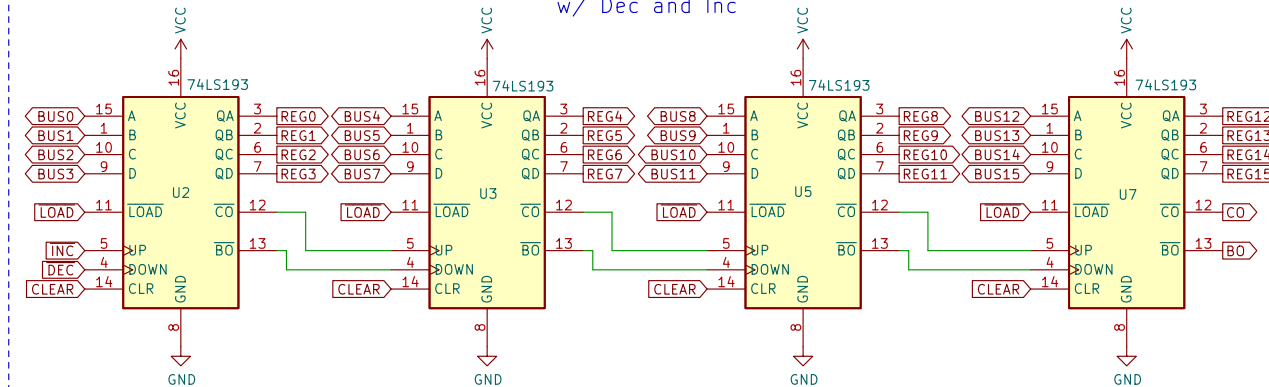 w/ Dec and Inc
VCC VCC VCC VCC
16 16 16 16
74LS193 74LS193 74LS193 74LS193
VCC VCC VCC VCC
BUS0 15 A QA 3 REG0 BUS4 15 A QA 3 REG4 BUS8 15 A QA 3 REG8 BUS12 15 A QA 3 REG12
BUS1 1 B QB 2 REG1 BUS5 1 B QB 2 REG5 BUS9 1 B QB 2 REG9 BUS13 1 B QB 2 REG13
BUS2 10 C QC 6 REG2 BUS6 10 C QC 6 REG6 BUS10 10 C QC 6 REG10 BUS14 10 C QC 6 REG14
BUS3 9 D QD 7 REG3 BUS7 9 D QD 7 REG7 BUS11 9 D QD 7 REG11 BUS15 9 D QD 7 REG15
U2 U3 U5 U7
LOAD 11 LOAD CO 12 LOAD 11 LOAD CO 12 LOAD 11 LOAD CO 12 LOAD 11 LOAD CO 12 CO
INC 5 UP BO 13 5 UP BO 13 5 UP BO 13 5 UP BO 13 BO
DEC 4 DOWN 4 DOWN 4 DOWN 4 DOWN
CLEAR 14 CLR CLEAR 14 CLR CLEAR 14 CLR CLEAR 14 CLR
GND GND GND GND
8 8 8 8
GND GND GND GND